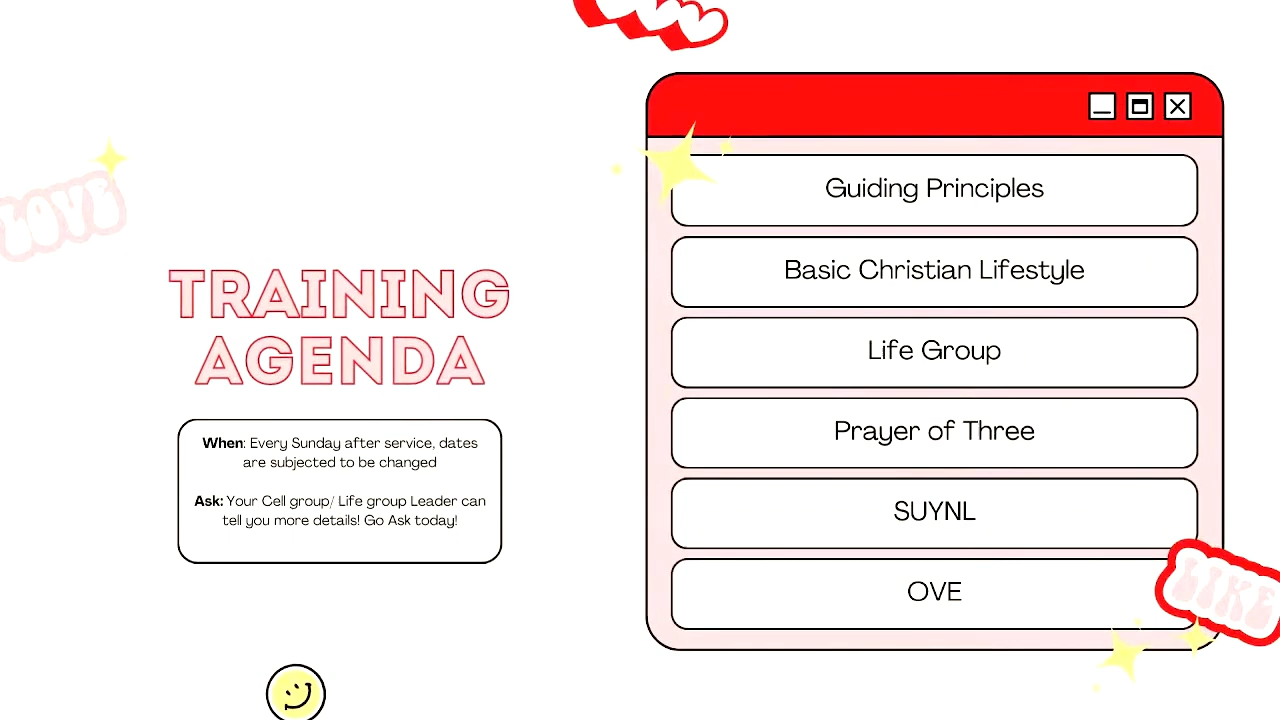 LOVE
TRAINING
AGENDA
When: Every Sunday after service, dates
are subjected to be changed
Ask: Your Cell group/ Life group Leader can
tell you more details! Go Ask today!
Guiding Principles
Basic Christian Lifestyle
Life Group
Prayer of Three
SUYNL
OVE
LIKE